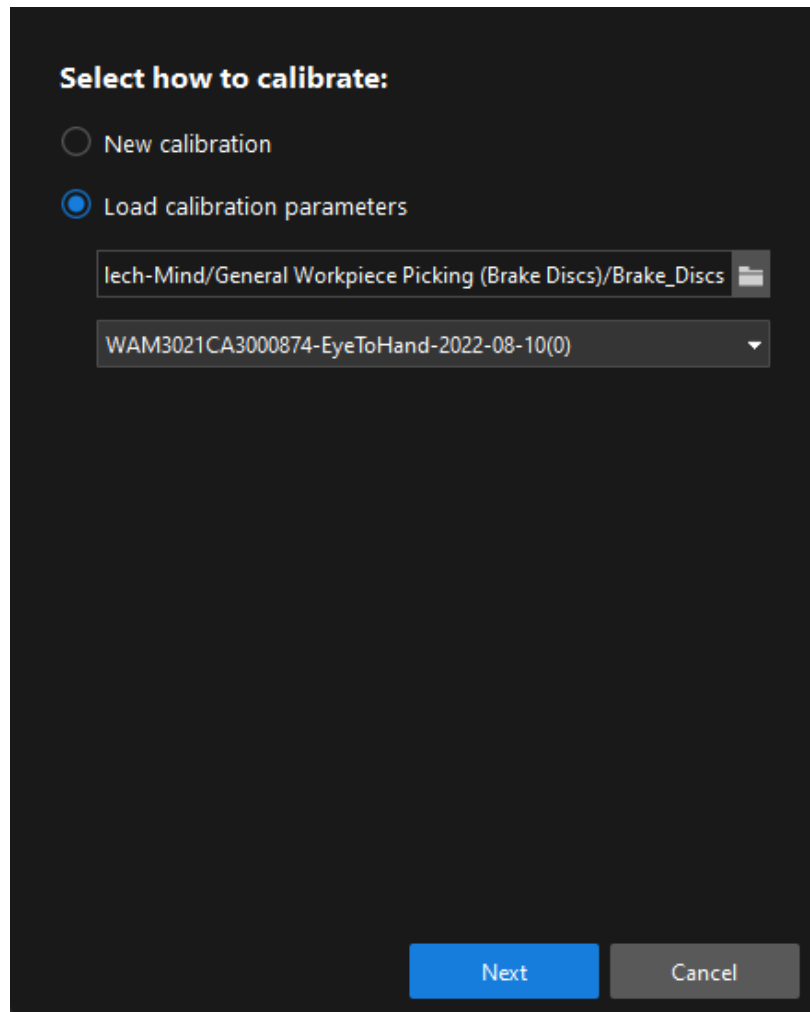 Select how to calibrate:
New calibration
Load calibration parameters
lech-Mind/General Workpiece Picking (Brake Discs)/Brake_Discs
WAM3021CA3000874-EyeToHand-2022-08-10(0)
Next
Cancel